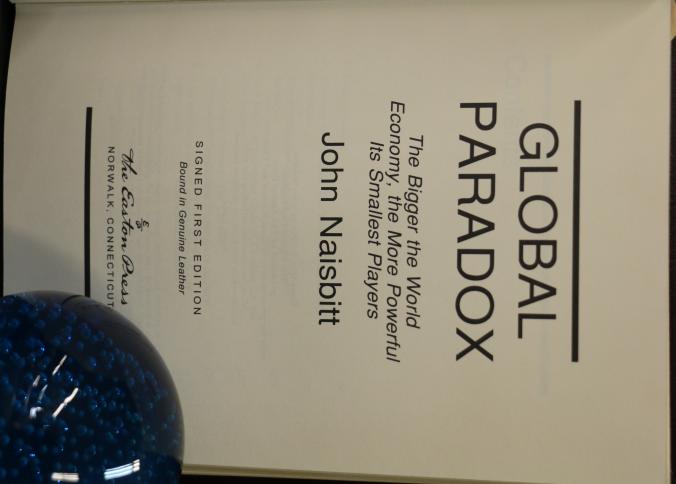 GLOBAL
PARADOX
The Bigger the World
Economy, the More Powerful
Its Smallest Players
John Naisbitt
SIGNED FIRST EDITION
Bound in Genuine Leather
The Easton Press
NORWALK, CONNECTICUT